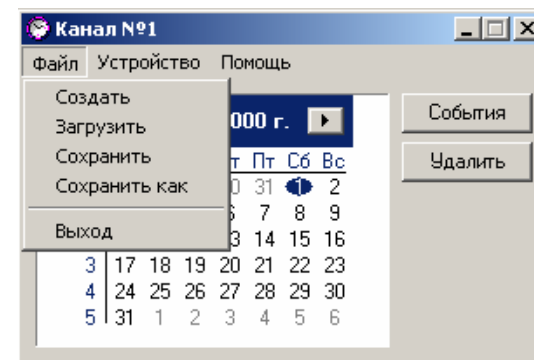 Канал №1
Файл Устройство Помощь
Создать
Загрузить
Сохранить
Сохранить как
Выход
000 г.
События
Удалить
т Пт Сб Вс
0 31 1 2
6 7 8 9
3 14 15 16
3 17 18 19 20 21 22 23
4 24 25 26 27 28 29 30
5 31 1 2 3 4 5 6